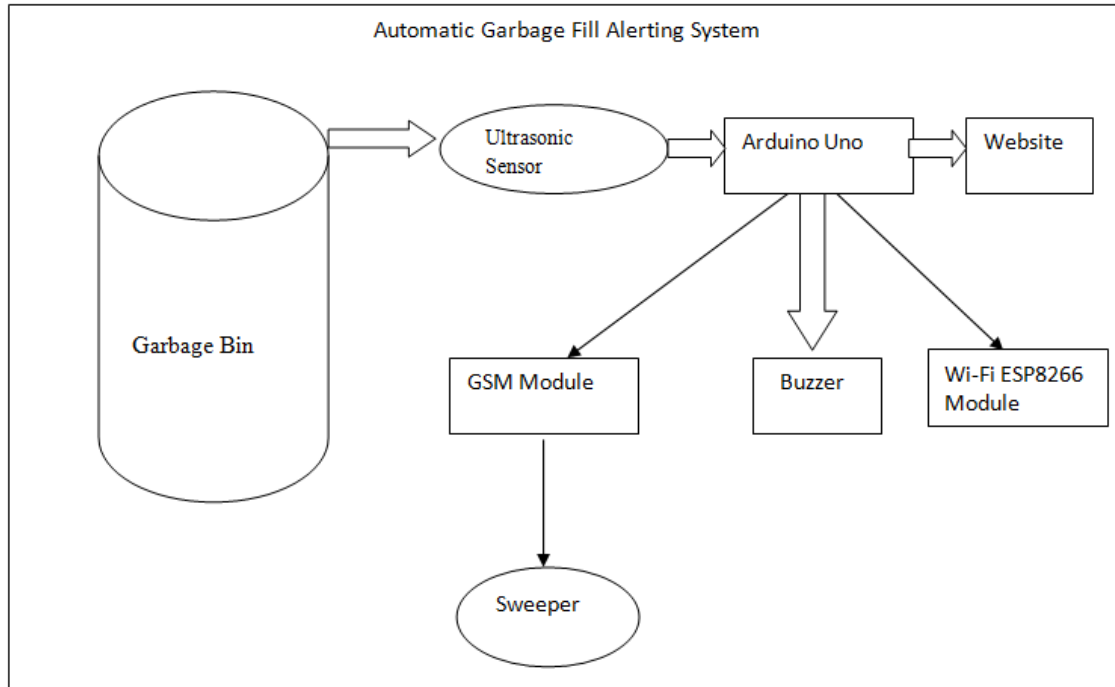 Automatic Garbage Fill Alerting System
Ultrasonic
Sensor
Arduino Uno
Website
Garbage Bin
GSM Module
Buzzer
Wi-Fi ESP8266
Module
Sweeper